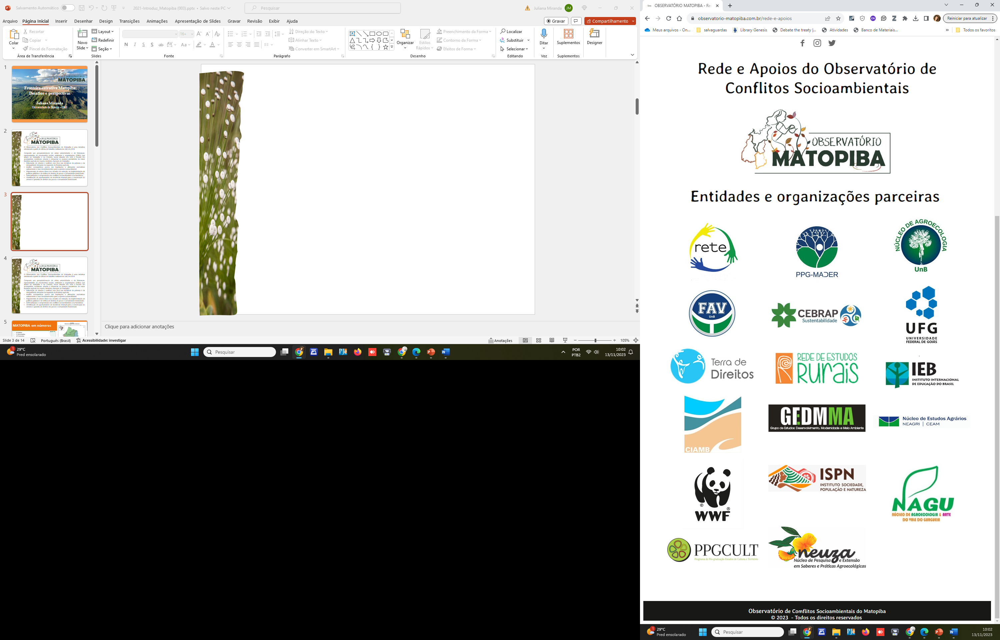 Salvamento Automático
2021-Introduz_Matopiba (003).pptx • Salvo neste PC
Pesquisar
Juliana Miranda
JM
Arquivo Página Inicial Inserir Desenhar Design Transições Animações Apresentação de Slides Gravar Revisão Exibir Ajuda
Gravar
Compartilhamento
Colar
Recortar
Copiar
Pincel de Formatação
Área de Transferência
Novo Slide
Layout
Redefinir
Seção
Slides
16+
N I S S ab AV Aa A
Fonte
Parágrafo
Direção do Texto
Alinhar Texto
Converter em SmartArt
Organizar
Estilos Rápidos
Preenchimento da Forma
Contorno da Forma
Efeitos de Forma
Desenho
Localizar
Substituir
Selecionar
Editando
Ditar
Voz
Suplementos
Suplementos
Designer
1
OBSERVATÓRIO
MATOPIBA
Fronteira extrativa Matopiba:
Desafios e perspectivas
Juliana Miranda
Universidade de Brasília – UnB
2
OBSERVATÓRIO
MATOPIBA
3
4
OBSERVATÓRIO
MATOPIBA
5
MATOPIBA em números
Clique para adicionar anotações
Slide 3 de 14
Português (Brasil)
Acessibilidade: investigar
Anotações
105%
29°C
Pred ensolarado
Pesquisar
POR
PTB2
10:02
13/11/2023
OBSERVATÓRIO MATOPIBA - Re
observatorio-matopiba.com.br/rede-e-apoios
Reiniciar para atualizar
Meus arquivos - On...
salvaguardas
Library Genesis
Debate the treaty |...
Atividades
Banco de Materiais...
Todos os favoritos
Rede e Apoios do Observatório de
Conflitos Socioambientais
OBSERVATÓRIO
MATOPIBA
Entidades e organizações parceiras
rete
PPG-MADER
NÚCLEO DE AGROECOLOGIA
UnB
FAV
UnB
CEBRAP
Sustentabilidade
UFG
UNIVERSIDADE
FEDERAL DE GOIÁS
Terra de
Direitos
REDE DE ESTUDOS
Rurais
IEB
INSTITUTO INTERNACIONAL
DE EDUCAÇÃO DO BRASIL
CIAMB
GEDMMA
Grupo de Estudos: Desenvolvimento, Modernidade e Meio Ambiente
Núcleo de Estudos Agrários
NEAGRI | CEAM
WWF
ISPN
INSTITUTO SOCIEDADE,
POPULAÇÃO E NATUREZA
NAGU
NÚCLEO DE AGROECOLOGIA & ARTE
DO VALE DO GURGUEIA
PPGCULT
Programa de Pós-graduação Estudos de Cultura e Território
neuza
Núcleo de Pesquisa e Extensão
em Saberes e Práticas Agroecológicas
Observatório de Comflitos Socioambientais do Matopiba
© 2023 - Todos os direitos reservados
29°C
Pred ensolarado
Pesquisar
10:02
13/11/2023